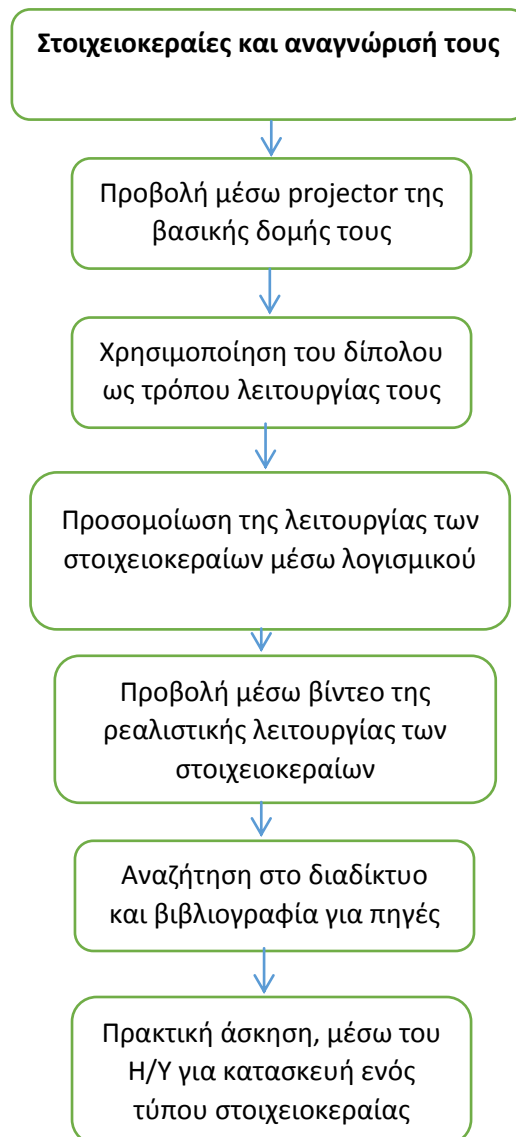 Στοιχειοκεραίες και αναγνώρισή τους
Προβολή μέσω projector της
βασικής δομής τους
Χρησιμοποίηση του δίπολου
ως τρόπου λειτουργίας τους
Προσομοίωση της λειτουργίας των
στοιχειοκεραίων μέσω λογισμικού
Προβολή μέσω βίντεο της
ρεαλιστικής λειτουργίας των
στοιχειοκεραίων
Αναζήτηση στο διαδίκτυο
και βιβλιογραφία για πηγές
Πρακτική άσκηση, μέσω του
Η/Υ για κατασκευή ενός
τύπου στοιχειοκεραίας